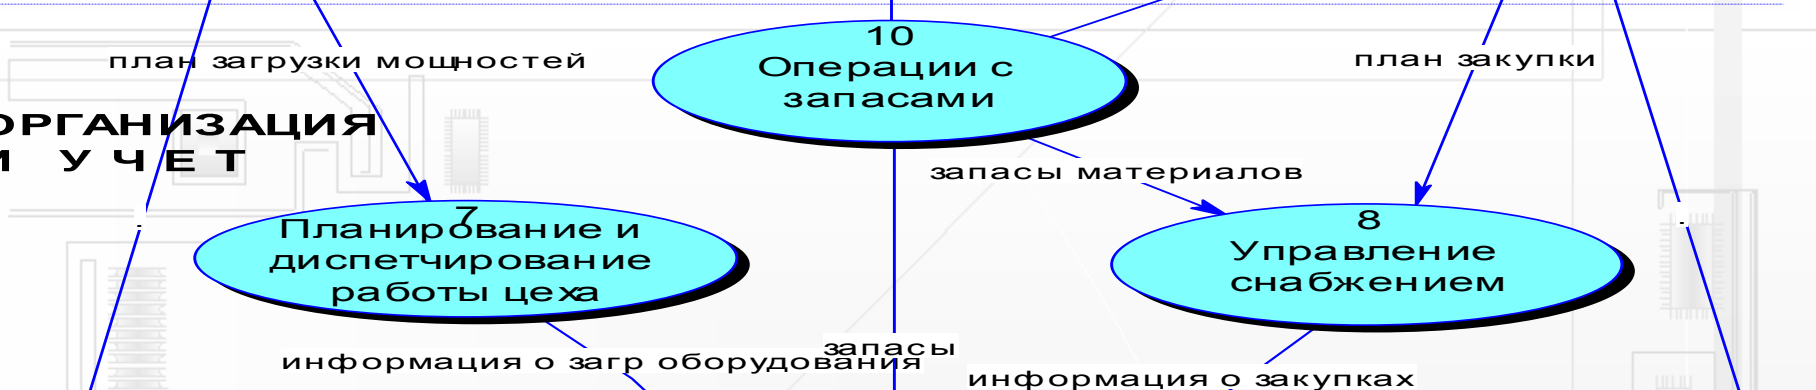 план загрузки мощностей
10
Операции с
запасами
план закупки
ОРГАНИЗАЦИЯ
И УЧЕТ
запасы материалов
7
Планирование и
диспетчирование
работы цеха
8
Управление
снабжением
запасы
информация о загр оборудования
информация о закупках